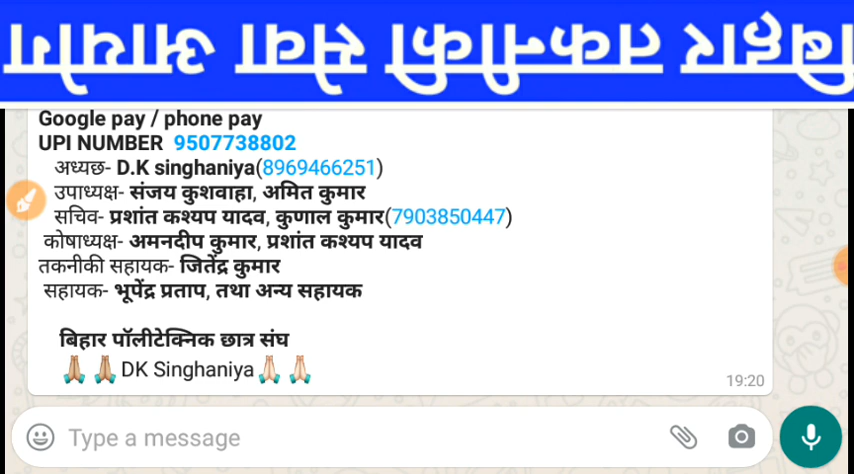 बिहार तकनीकी सेवा आयोग
Google pay / phone pay
UPI NUMBER 9507738802
अध्यछ- D.K singhaniya(8969466251)
उपाध्यक्ष- संजय कुशवाहा, अमित कुमार
सचिव- प्रशांत कश्यप यादव, कुणाल कुमार(7903850447)
कोषाध्यक्ष- अमनदीप कुमार, प्रशांत कश्यप यादव
तकनीकी सहायक- जितेंद्र कुमार
सहायक- भूपेंद्र प्रताप, तथा अन्य सहायक
बिहार पॉलीटेक्निक छात्र संघ
🙏🏽🙏🏽DK Singhaniya🙏🏻🙏🏻
19:20
Type a message